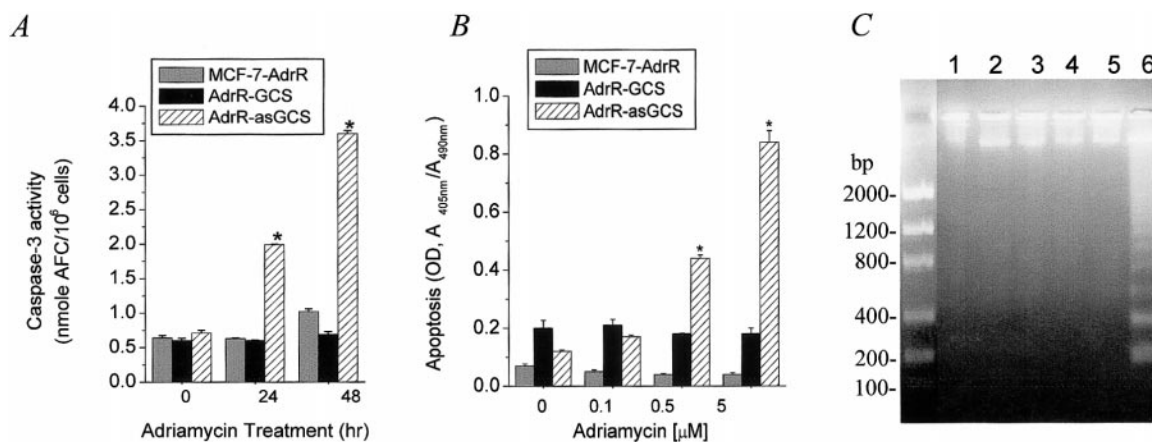 A
MCF-7-AdrR
AdrR-GCS
AdrR-asGCS
4.0
3.5
3.0
2.5
2.0
1.5
1.0
0.5
0.0
*
*
0 24 48
Caspase-3 activity
(nmole AFC/10⁶ cells)
Adriamycin Treatment (hr)
B
MCF-7-AdrR
AdrR-GCS
AdrR-asGCS
1.0
0.8
0.6
0.4
0.2
0.0
*
*
0 0.1 0.5 5
Apoptosis (OD, A 405nm/A490nm)
Adriamycin [µM]
C
1 2 3 4 5 6
bp
2000-
1200-
800-
400-
200-
100-